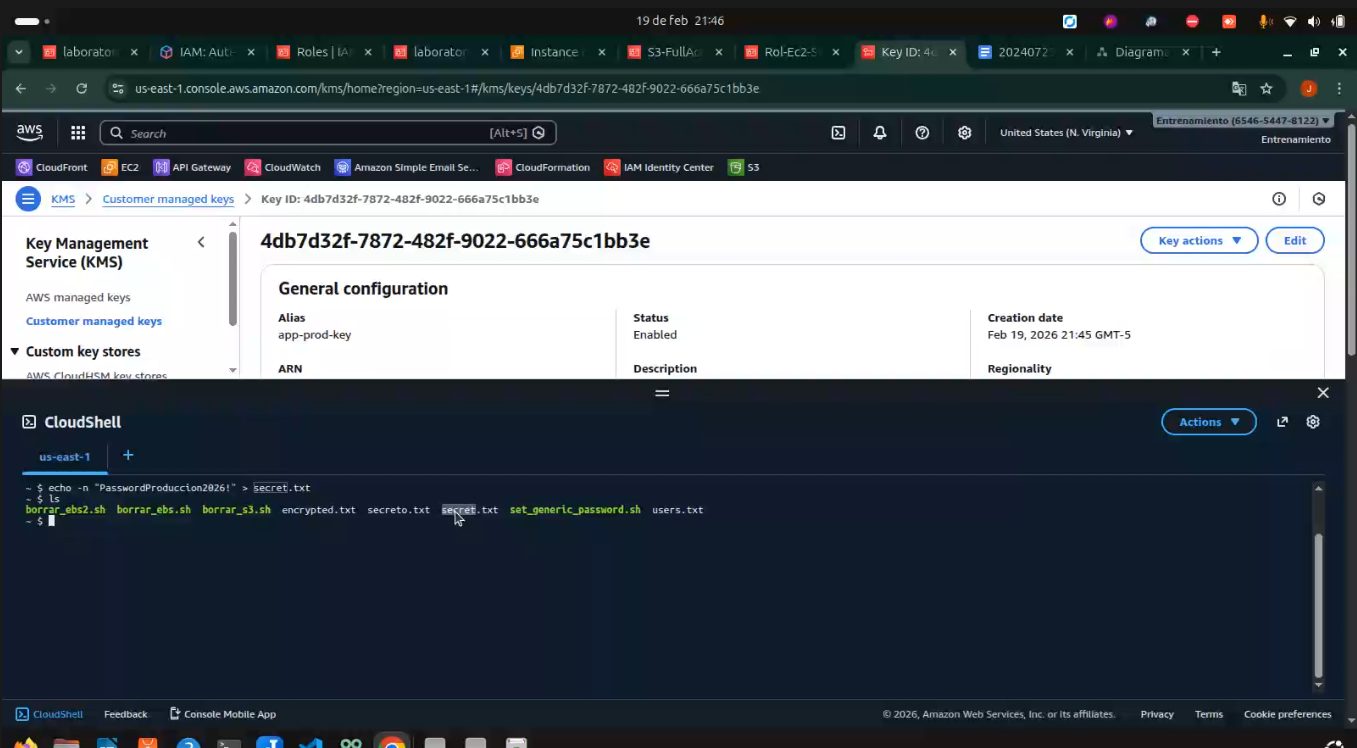 19 de feb 21:46
laborator
IAM: Aute
Roles | IA
laborator
Instance
S3-FullAc
Rol-Ec2-S
Key ID: 4d
2024072
Diagrama
us-east-1.console.aws.amazon.com/kms/home?region=us-east-1#/kms/keys/4db7d32f-7872-482f-9022-666a75c1bb3e
J
aws
Search
[Alt+S]
United States (N. Virginia)
Entrenamiento (6546-5447-8122)
Entrenamiento
CloudFront
EC2
API Gateway
CloudWatch
Amazon Simple Email Se...
CloudFormation
IAM Identity Center
S3
KMS > Customer managed keys > Key ID: 4db7d32f-7872-482f-9022-666a75c1bb3e
Key Management
Service (KMS)
AWS managed keys
Customer managed keys
Custom key stores
AWS CloudHSM key stores
4db7d32f-7872-482f-9022-666a75c1bb3e
Key actions
Edit
General configuration
Alias
app-prod-key
Status
Enabled
Creation date
Feb 19, 2026 21:45 GMT-5
ARN
Description
Regionality
CloudShell
Actions
us-east-1
~ $ echo -n "PasswordProduccion2026!" > secret.txt
~ $ ls
borrar_ebs2.sh borrar_ebs.sh borrar_s3.sh encrypted.txt secreto.txt secret.txt set_generic_password.sh users.txt
~ $
CloudShell
Feedback
Console Mobile App
© 2026, Amazon Web Services, Inc. or its affiliates.
Privacy
Terms
Cookie preferences